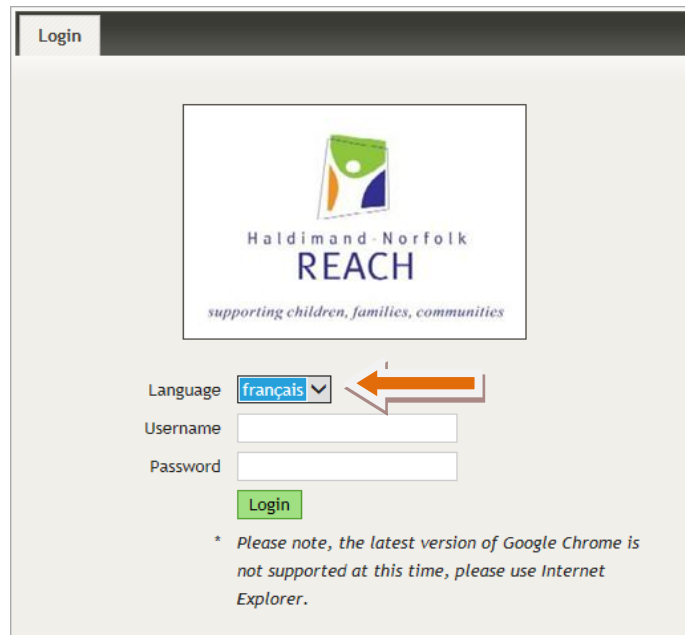 Login
Haldimand-Norfolk
REACH
supporting children, families, communities
Language français
Username
Password
Login
* Please note, the latest version of Google Chrome is
not supported at this time, please use Internet
Explorer.